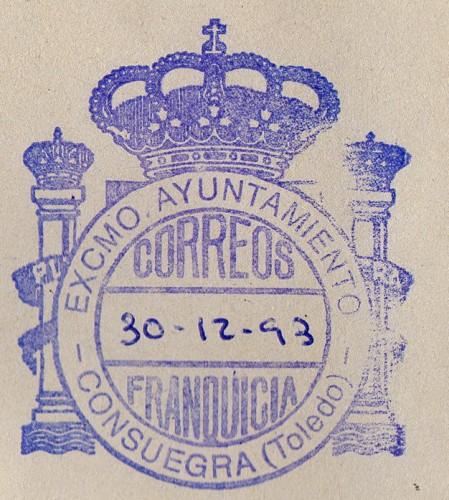 EXCMO. AYUNTAMIENTO
CORREOS
30-12-93
FRANQUICIA
- CONSUEGRA (Toledo) -